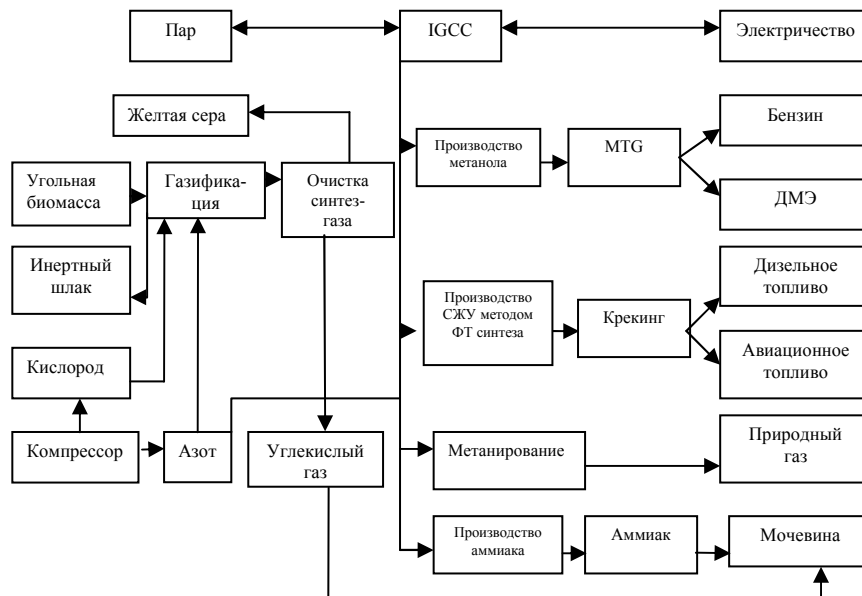 Пар
IGCC
Электричество
Желтая сера
Производство
метанола
MTG
Бензин
Угольная
биомасса
Газифика-
ция
Очистка
синтез-
газа
ДМЭ
Инертный
шлак
Производство
СЖУ методом
ФТ синтеза
Крекинг
Дизельное
топливо
Авиационное
топливо
Кислород
Компрессор
Азот
Углекислый
газ
Метанирование
Природный
газ
Производство
аммиака
Аммиак
Мочевина